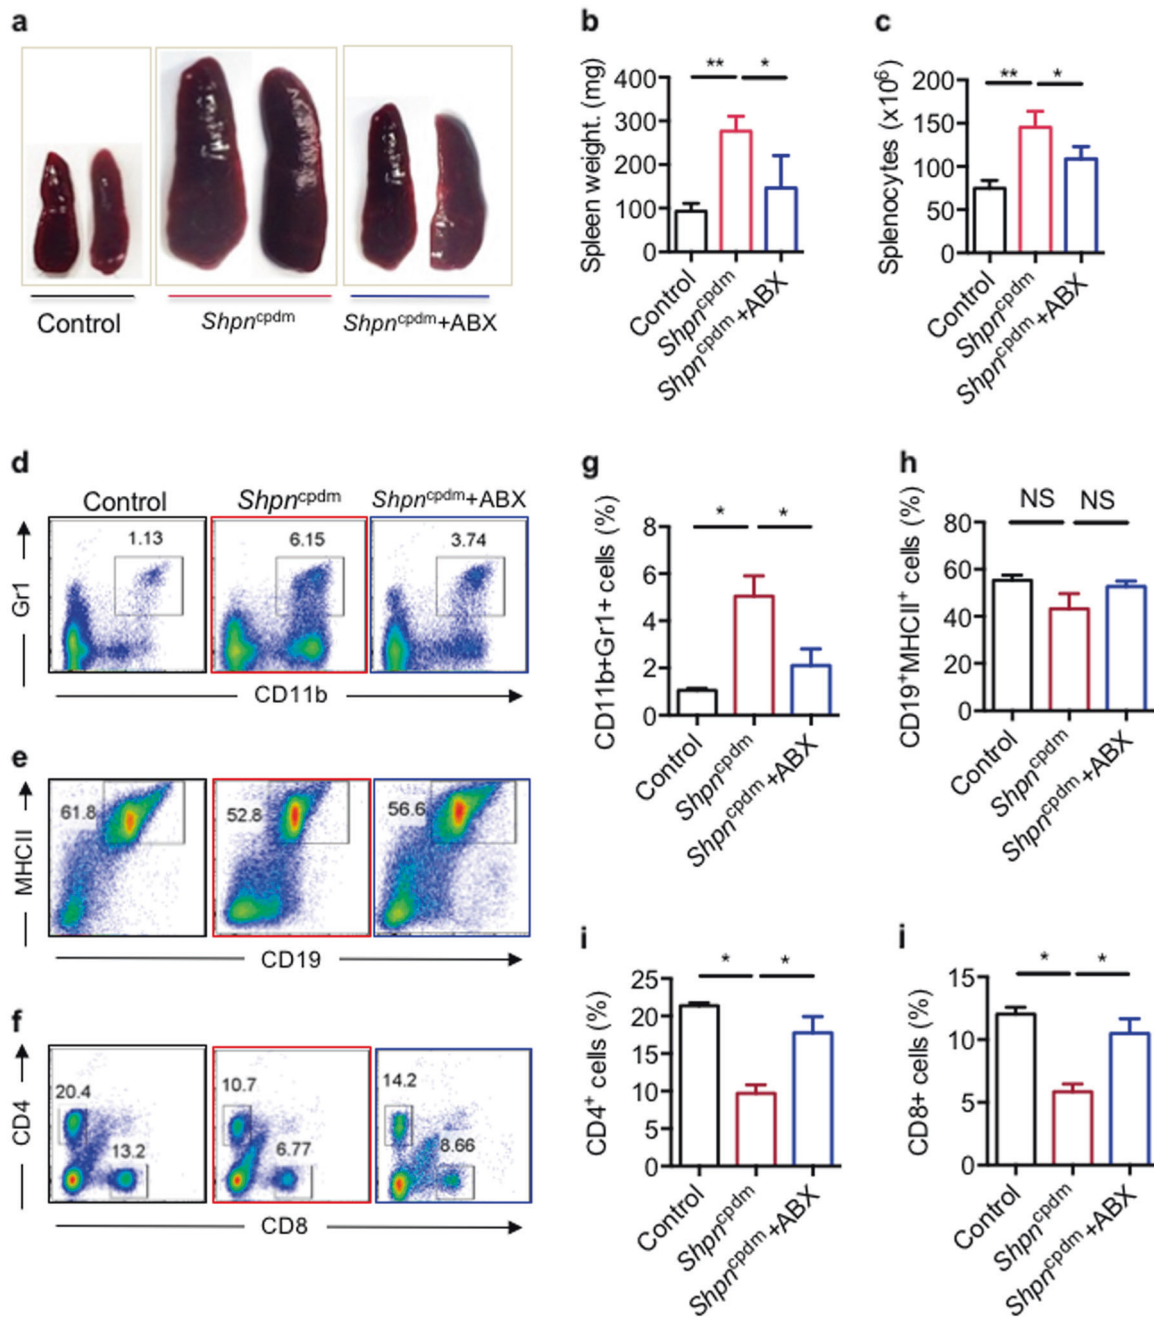 a
Control
Shpncpdm
Shpncpdm+ABX
b
Spleen weight. (mg)
400
300
200
100
0
**
*
Control
Shpncpdm
Shpncpdm+ABX
c
Splenocytes (x10⁶)
200
150
100
50
0
**
*
Control
Shpncpdm
Shpncpdm+ABX
d
Control
Shpncpdm
Shpncpdm+ABX
1.13
6.15
3.74
Gr1
CD11b
e
61.8
52.8
56.6
MHCII
CD19
f
20.4
13.2
10.7
6.77
14.2
8.66
CD4
CD8
g
CD11b+Gr1+ cells (%)
8
6
4
2
0
*
*
Control
Shpncpdm
Shpncpdm+ABX
h
CD19⁺MHCII⁺ cells (%)
80
60
40
20
0
NS
NS
Control
Shpncpdm
Shpncpdm+ABX
i
CD4⁺ cells (%)
25
20
15
10
5
0
*
*
Control
Shpncpdm
Shpncpdm+ABX
j
CD8+ cells (%)
15
10
5
0
*
*
Control
Shpncpdm
Shpncpdm+ABX